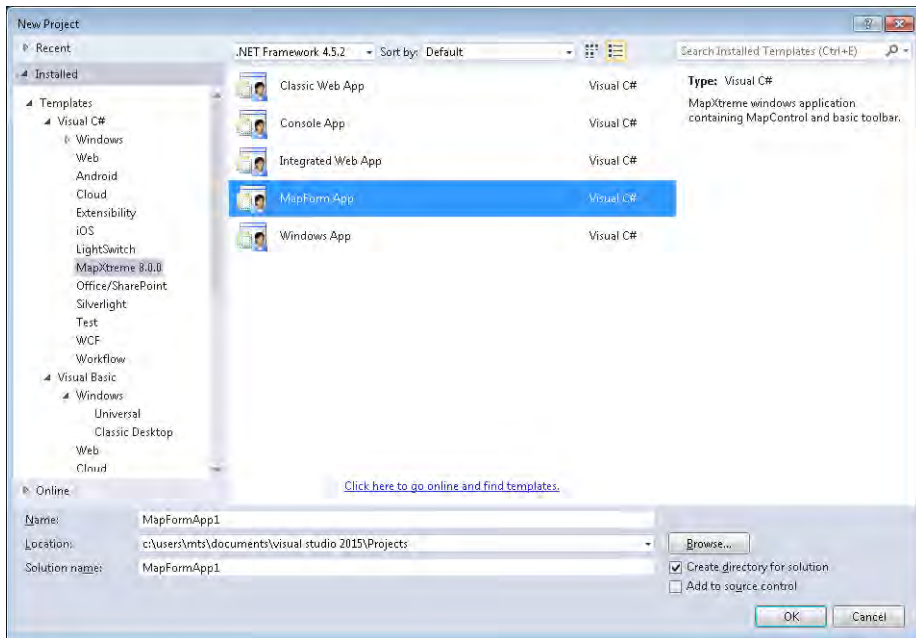 New Project
Recent
.NET Framework 4.5.2
Sort by: Default
Search Installed Templates (Ctrl+E)
Installed
Templates
Visual C#
Windows
Web
Android
Cloud
Extensibility
iOS
LightSwitch
MapXtreme 8.0.0
Office/SharePoint
Silverlight
Test
WCF
Workflow
Visual Basic
Windows
Universal
Classic Desktop
Web
Cloud
Online
Classic Web App Visual C#
Console App Visual C#
Integrated Web App Visual C#
MapForm App Visual C#
Windows App Visual C#
Click here to go online and find templates.
Type: Visual C#
MapXtreme windows application
containing MapControl and basic toolbar.
Name: MapFormApp1
Location: c:\users\mts\documents\visual studio 2015\Projects
Browse...
Solution name: MapFormApp1
Create directory for solution
Add to source control
OK Cancel